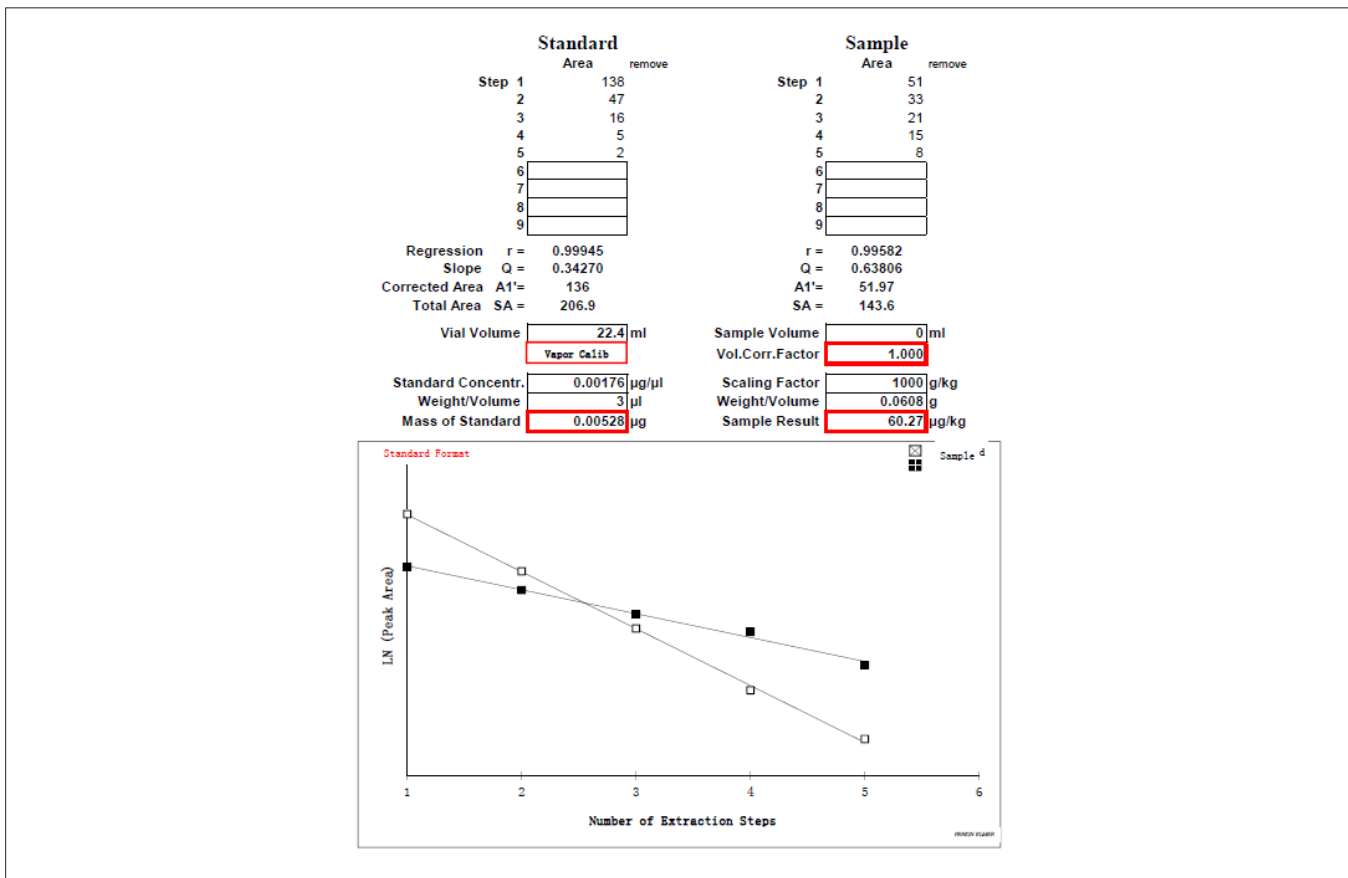 Standard Sample
Area remove Area remove
Step 1 138 Step 1 51
2 47 2 33
3 16 3 21
4 5 4 15
5 2 5 8
6 6
7 7
8 8
9 9
Regression r = 0.99945 r = 0.99582
Slope Q = 0.34270 Q = 0.63806
Corrected Area A1'= 136 A1'= 51.97
Total Area SA = 206.9 SA = 143.6
Vial Volume 22.4 ml Sample Volume 0 ml
Vapor Calib Vol.Corr.Factor 1.000
Standard Concentr. 0.00176 µg/µl Scaling Factor 1000 g/kg
Weight/Volume 3 µl Weight/Volume 0.0608 g
Mass of Standard 0.00528 µg Sample Result 60.27 µg/kg
Standard Format Sample d
LN (Peak Area)
1 2 3 4 5 6
Number of Extraction Steps
PERKIN ELMER